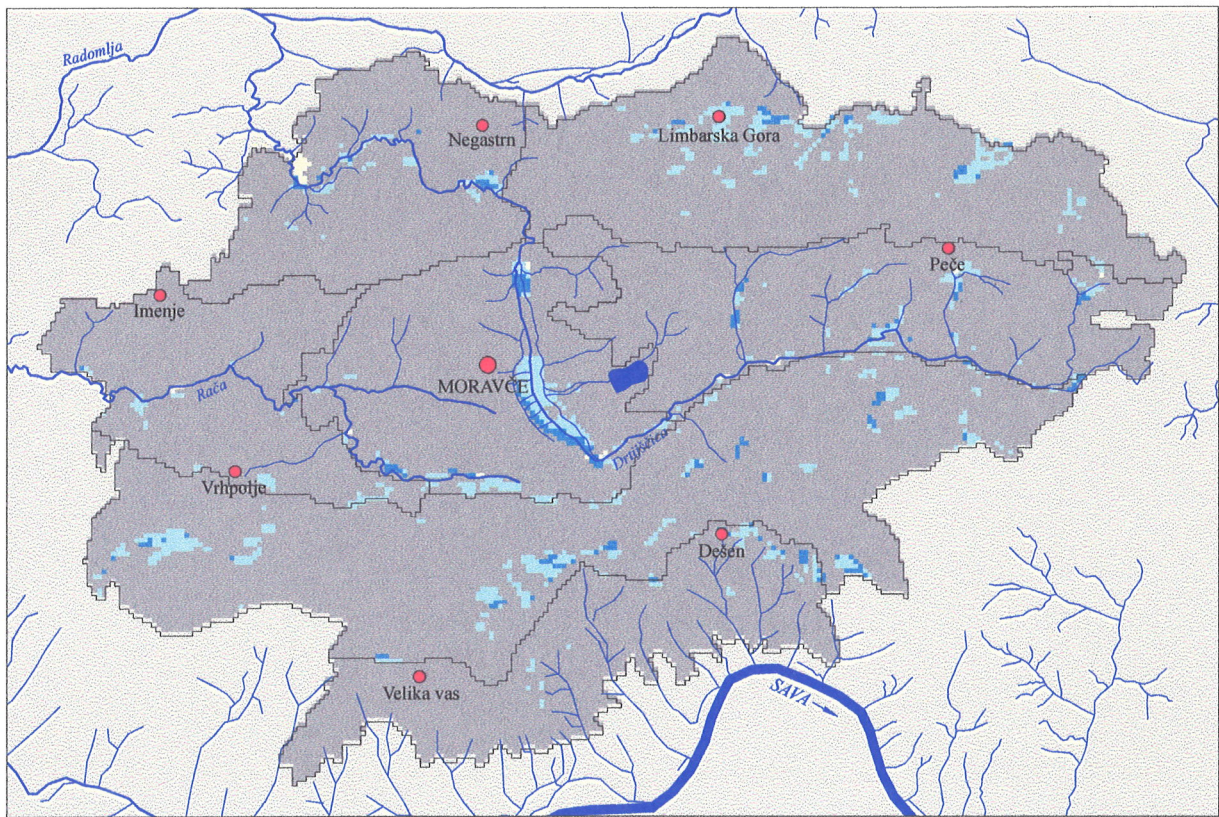 Radomlja
Negastrn
Limbarska Gora
Peče
Imenje
MORAVČE
Rača
Drtijščica
Vrhpolje
Dešen
Velika vas
SAVA